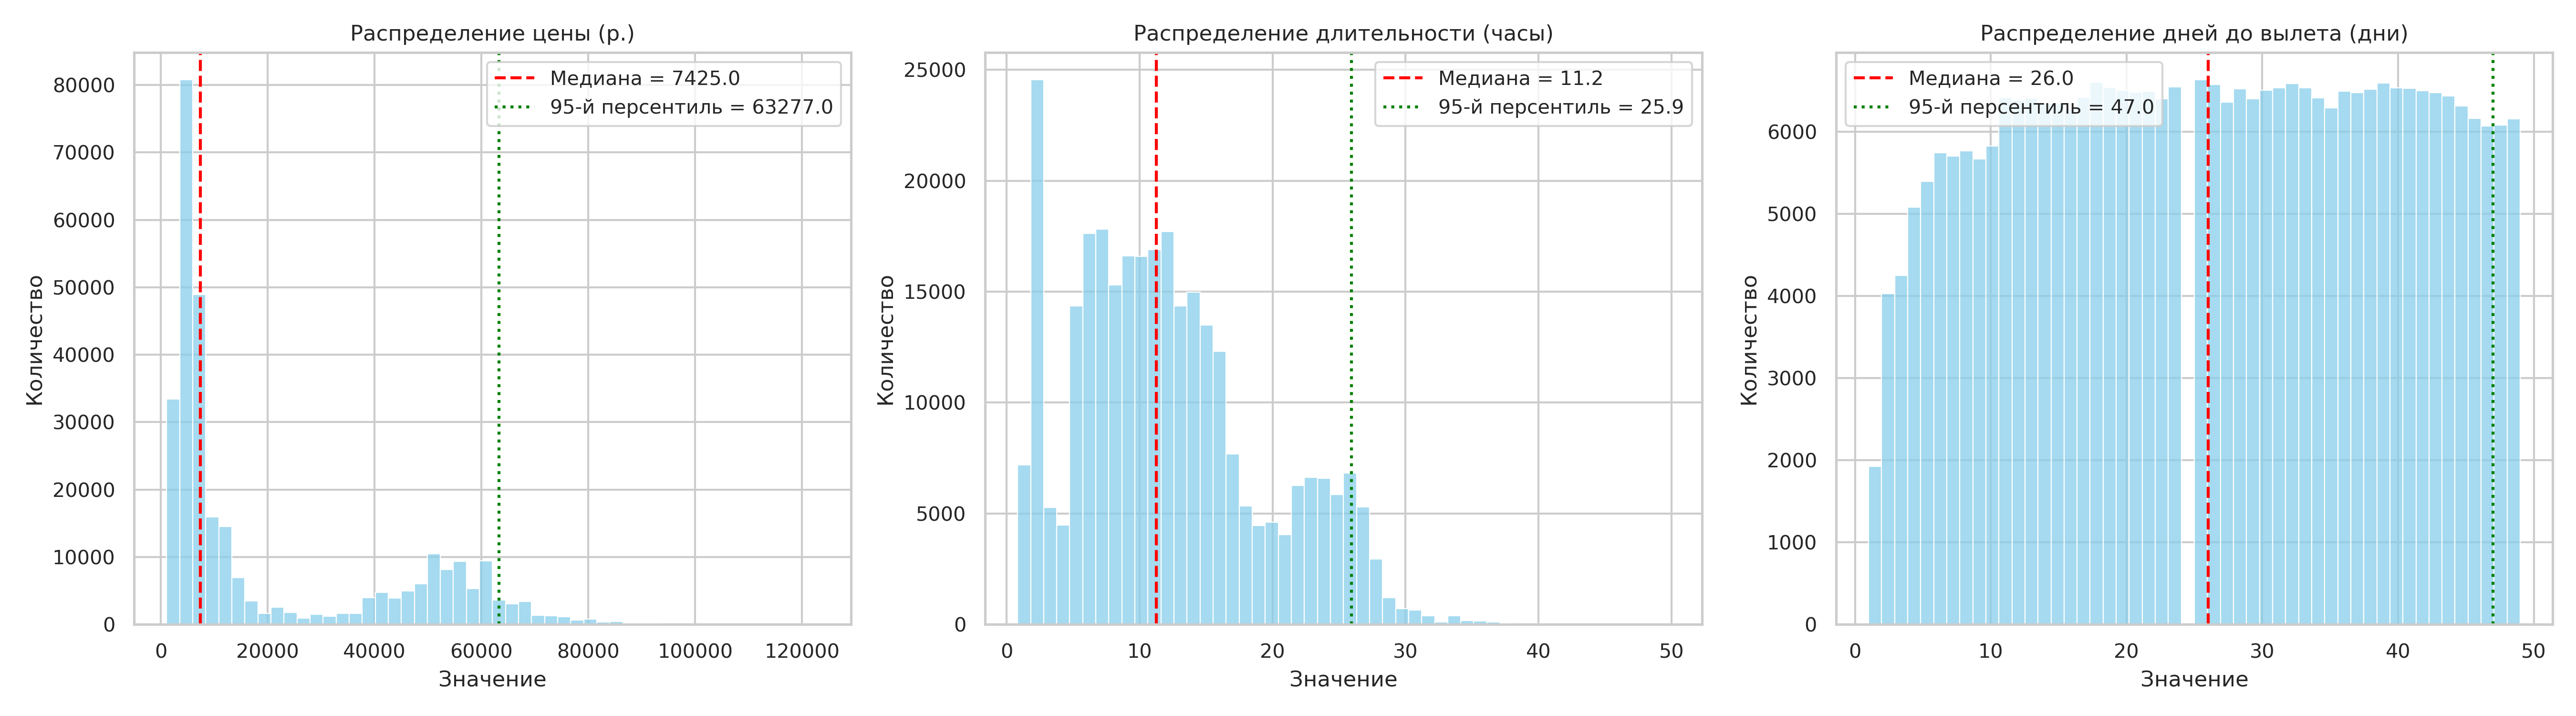 Распределение цены (р.)
Медиана = 7425.0
95-й персентиль = 63277.0
80000
70000
60000
50000
40000
30000
20000
10000
0
Количество
0 20000 40000 60000 80000 100000 120000
Значение
Распределение длительности (часы)
Медиана = 11.2
95-й персентиль = 25.9
25000
20000
15000
10000
5000
0
Количество
0 10 20 30 40 50
Значение
Распределение дней до вылета (дни)
Медиана = 26.0
95-й персентиль = 47.0
6000
5000
4000
3000
2000
1000
0
Количество
0 10 20 30 40 50
Значение